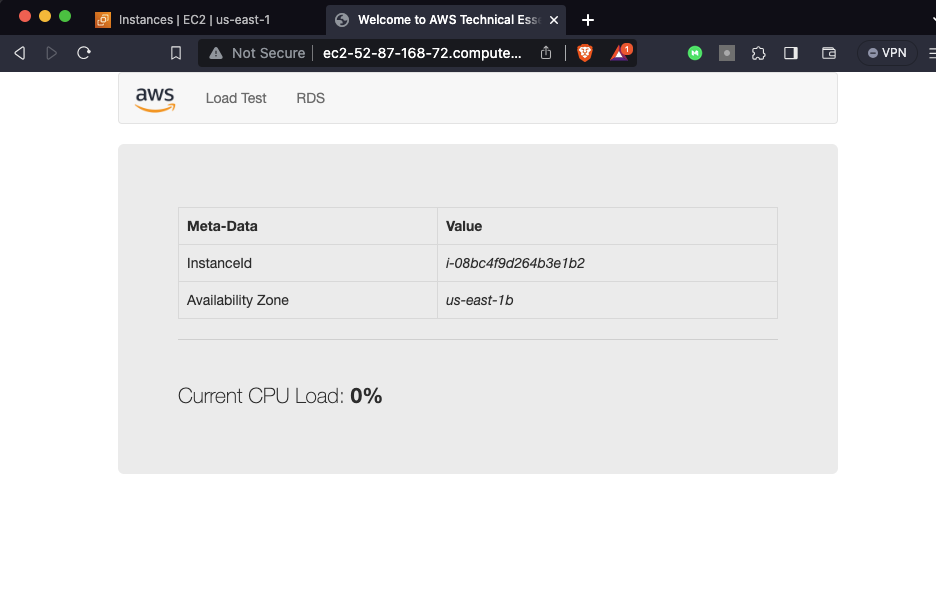 Instances | EC2 | us-east-1
Welcome to AWS Technical Ess
Not Secure
ec2-52-87-168-72.compute...
1
VPN
aws
Load Test
RDS
Meta-Data Value
InstanceId i-08bc4f9d264b3e1b2
Availability Zone us-east-1b
Current CPU Load: 0%